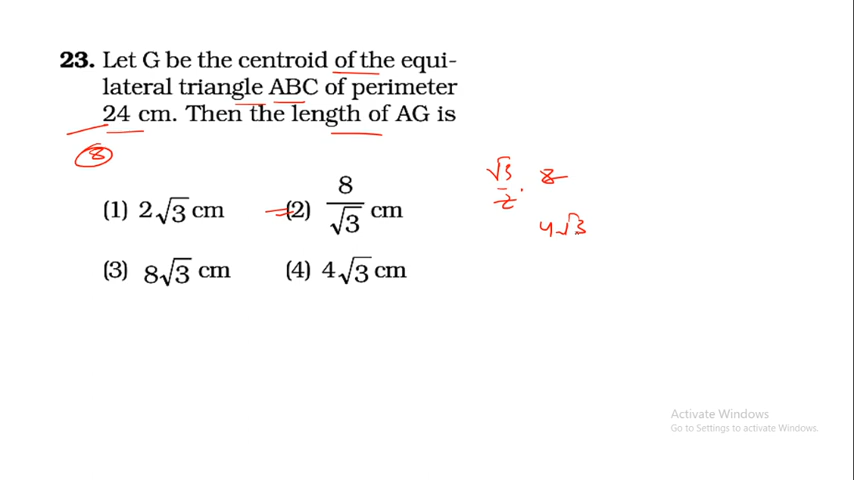 23. Let G be the centroid of the equi-
lateral triangle ABC of perimeter
24 cm. Then the length of AG is
8
(1) 2√3 cm (2) 8/√3 cm
(3) 8√3 cm (4) 4√3 cm
√3/2 . 8
4√3
Activate Windows
Go to Settings to activate Windows.